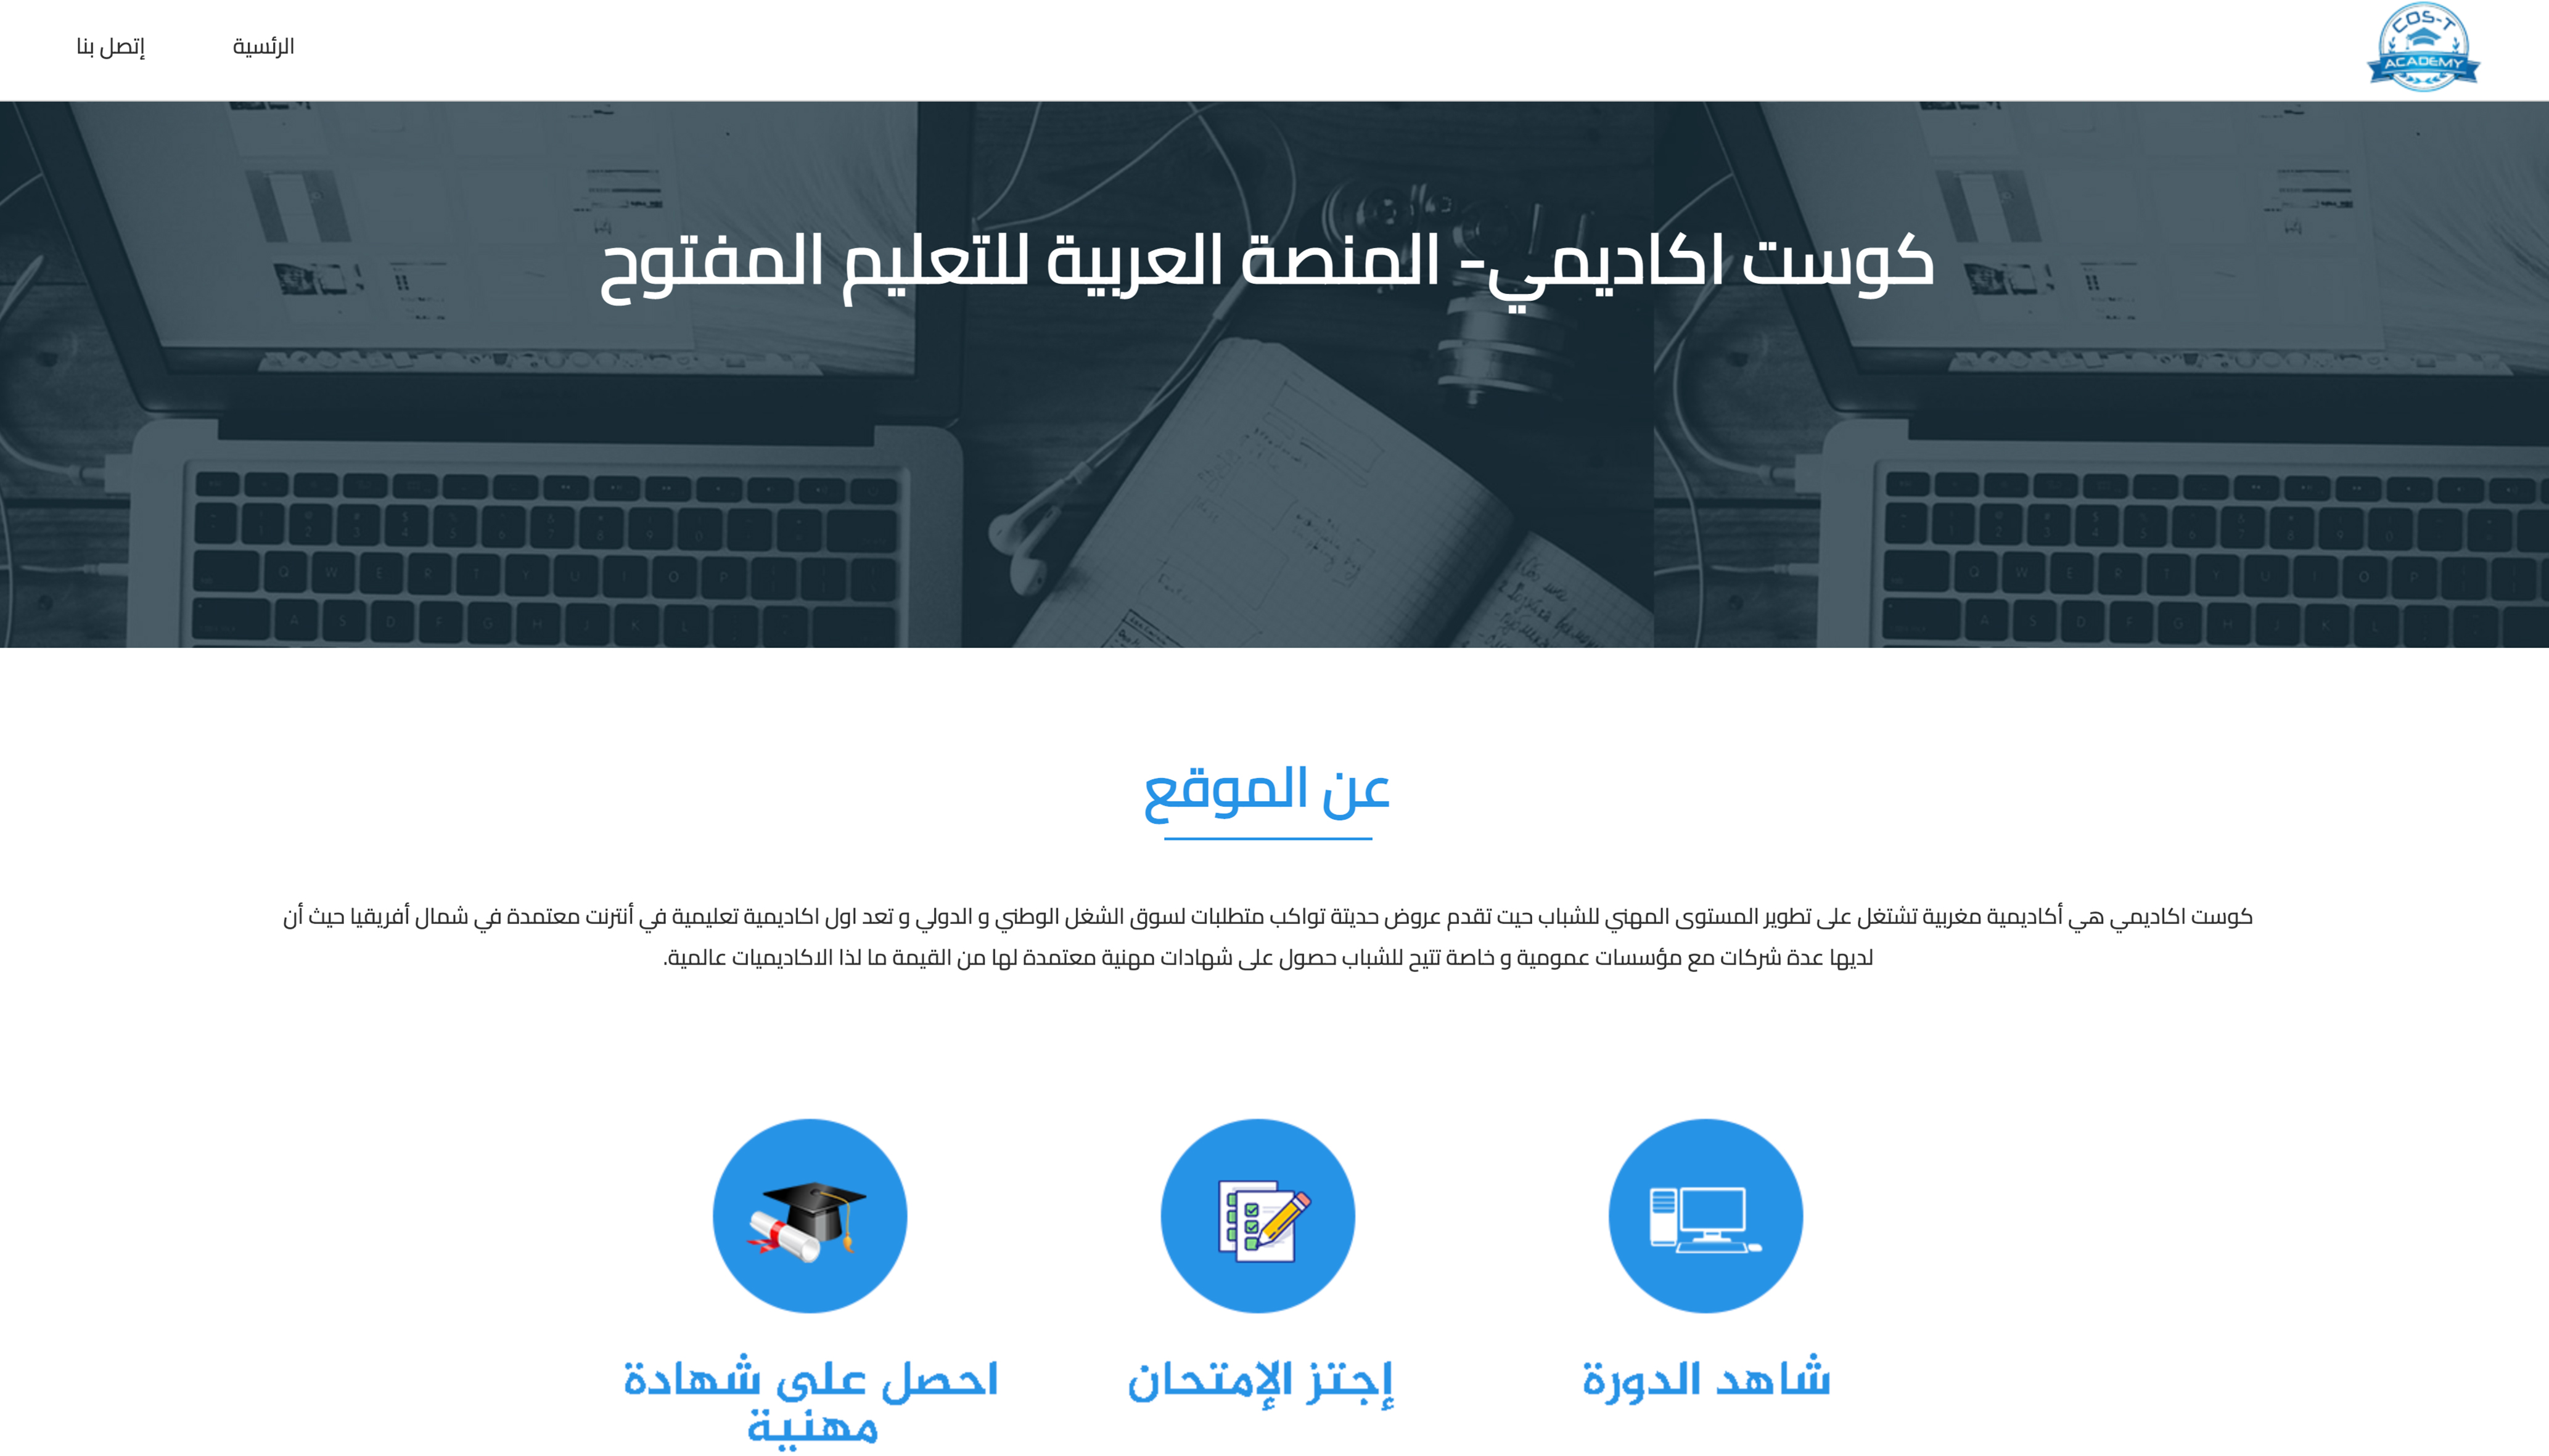 COS-T
ACADEMY
الرئسية
إتصل بنا
كوست اكاديمي- المنصة العربية للتعليم المفتوح
عن الموقع
كوست اكاديمي هي أكاديمية مغربية تشتغل على تطوير المستوى المهني للشباب حيت تقدم عروض حديتة تواكب متطلبات لسوق الشغل الوطني و الدولي و تعد اول اكاديمية تعليمية في أنترنت معتمدة في شمال أفريقيا حيث أن
لديها عدة شركات مع مؤسسات عمومية و خاصة تتيح للشباب حصول على شهادات مهنية معتمدة لها من القيمة ما لذا الاكاديميات عالمية.
شاهد الدورة
إجتز الإمتحان
احصل على شهادة
مهنية